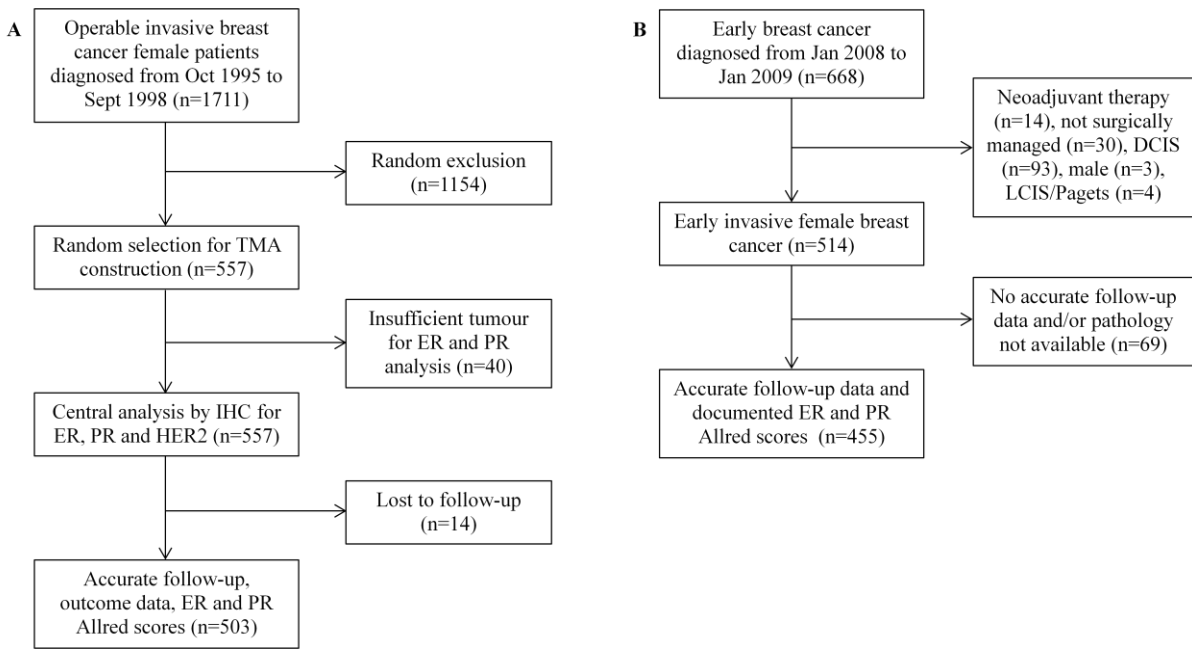 A
Operable invasive breast
cancer female patients
diagnosed from Oct 1995 to
Sept 1998 (n=1711)
Random exclusion
(n=1154)
Random selection for TMA
construction (n=557)
Insufficient tumour
for ER and PR
analysis (n=40)
Central analysis by IHC for
ER, PR and HER2 (n=557)
Lost to follow-up
(n=14)
Accurate follow-up,
outcome data, ER and PR
Allred scores (n=503)
B
Early breast cancer
diagnosed from Jan 2008 to
Jan 2009 (n=668)
Neoadjuvant therapy
(n=14), not surgically
managed (n=30), DCIS
(n=93), male (n=3),
LCIS/Pagets (n=4)
Early invasive female breast
cancer (n=514)
No accurate follow-up
data and/or pathology
not available (n=69)
Accurate follow-up data and
documented ER and PR
Allred scores (n=455)